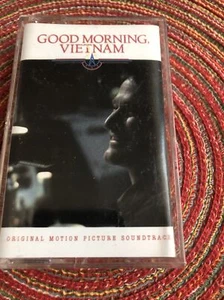 GOOD MORNING,
VIETNAM
ORIGINAL MOTION PICTURE SOUNDTRACK